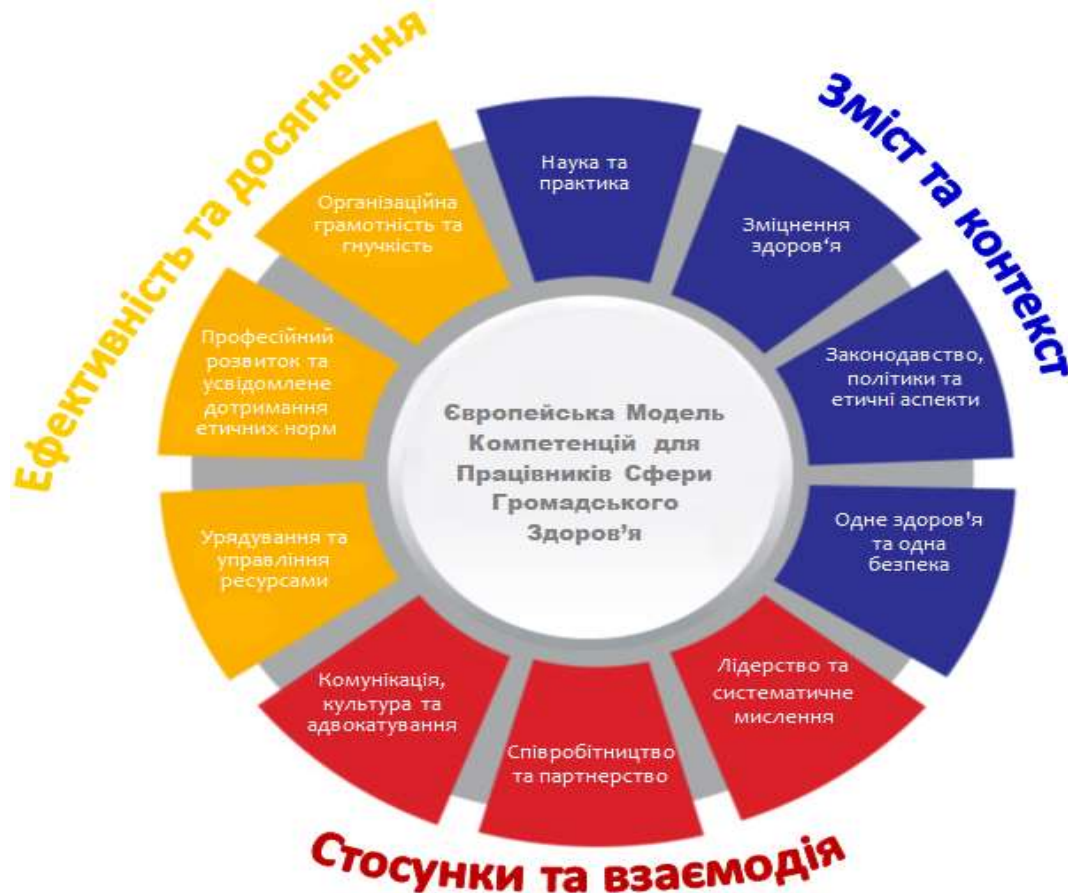 Ефективність та досягнення
Зміст та контекст
Наука та
практика
Зміцнення
здоров‘я
Законодавство,
політики та
етичні аспекти
Одне здоров'я
та одна
безпека
Лідерство та
систематичне
мислення
Співробітництво
та партнерство
Комунікація,
культура та
адвокатування
Урядування та
управління
ресурсами
Професійний
розвиток та
усвідомлене
дотримання
етичних норм
Організаційна
грамотність та
гнучкість
Європейська Модель
Компетенцій для
Працівників Сфери
Громадського
Здоров’я
Стосунки та взаємодія